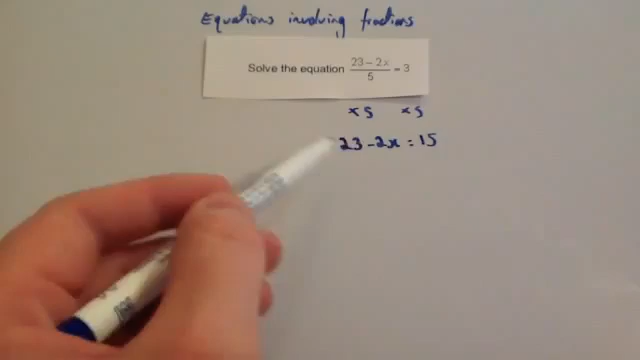 Equations involving fractions
Solve the equation (23 – 2x)/5 = 3
×5 ×5
23 - 2x = 15